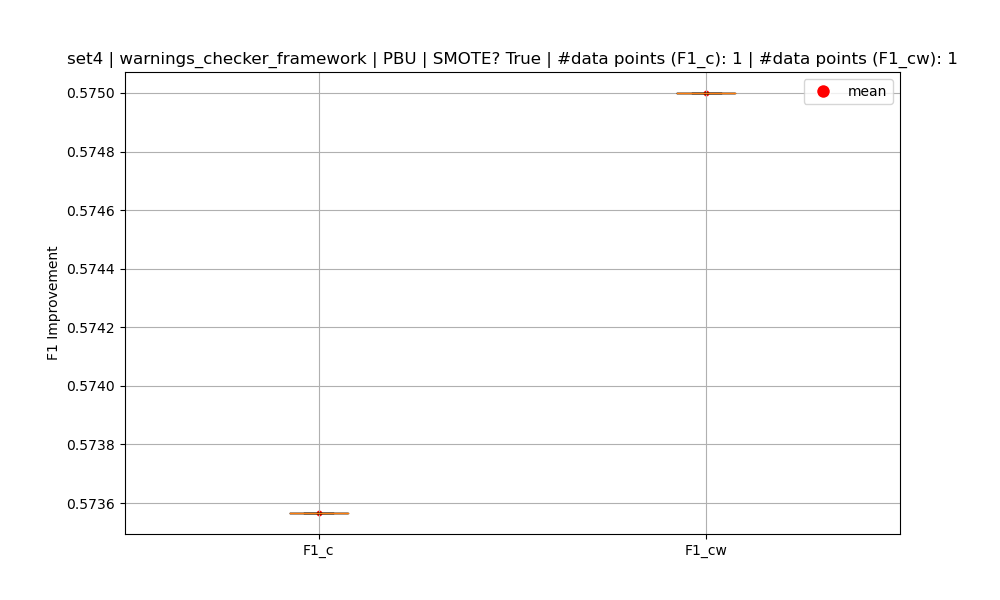 set4 | warnings_checker_framework | PBU | SMOTE? True | #data points (F1_c): 1 | #data points (F1_cw): 1
mean
0.5750
0.5748
0.5746
0.5744
0.5742
0.5740
0.5738
0.5736
F1 Improvement
F1_c
F1_cw